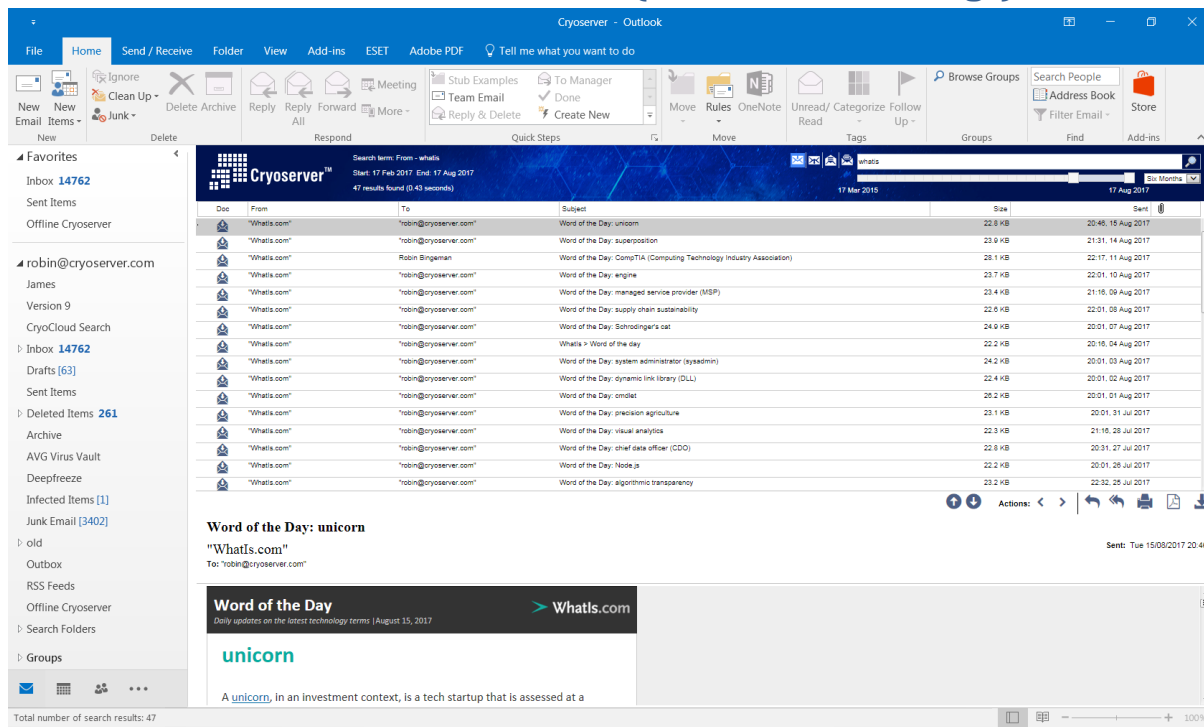 Cryoserver - Outlook
File Home Send / Receive Folder View Add-ins ESET Adobe PDF Tell me what you want to do
Ignore Meeting Stub Examples To Manager Browse Groups Search People
Clean Up Team Email Done Address Book
Junk More Reply & Delete Create New Filter Email
New Email New Items Delete Archive Reply Reply All Forward Move Rules OneNote Unread/ Read Categorize Follow Up Store
New Delete Respond Quick Steps Move Tags Groups Find Add-ins
Favorites
Inbox 14762
Sent Items
Offline Cryoserver
robin@cryoserver.com
James
Version 9
CryoCloud Search
Inbox 14762
Drafts [63]
Sent Items
Deleted Items 261
Archive
AVG Virus Vault
Deepfreeze
Infected Items [1]
Junk Email [3402]
old
Outbox
RSS Feeds
Offline Cryoserver
Search Folders
Groups
Cryoserver™
Search term: From - whatis
Start: 17 Feb 2017 End: 17 Aug 2017
47 results found (0.43 seconds)
whatis
Six Months
17 Mar 2015 17 Aug 2017
Doc From To Subject Size Sent
"WhatIs.com" "robin@cryoserver.com" Word of the Day: unicorn 22.8 KB 20:46, 15 Aug 2017
"WhatIs.com" "robin@cryoserver.com" Word of the Day: superposition 23.9 KB 21:31, 14 Aug 2017
"WhatIs.com" Robin Bingeman Word of the Day: CompTIA (Computing Technology Industry Association) 28.1 KB 22:17, 11 Aug 2017
"WhatIs.com" "robin@cryoserver.com" Word of the Day: engine 23.7 KB 22:01, 10 Aug 2017
"WhatIs.com" "robin@cryoserver.com" Word of the Day: managed service provider (MSP) 23.4 KB 21:16, 09 Aug 2017
"WhatIs.com" "robin@cryoserver.com" Word of the Day: supply chain sustainability 22.6 KB 22:01, 08 Aug 2017
"WhatIs.com" "robin@cryoserver.com" Word of the Day: Schrodinger's cat 24.9 KB 20:01, 07 Aug 2017
"WhatIs.com" "robin@cryoserver.com" WhatIs > Word of the day 22.2 KB 20:16, 04 Aug 2017
"WhatIs.com" "robin@cryoserver.com" Word of the Day: system administrator (sysadmin) 24.2 KB 20:01, 03 Aug 2017
"WhatIs.com" "robin@cryoserver.com" Word of the Day: dynamic link library (DLL) 22.4 KB 20:01, 02 Aug 2017
"WhatIs.com" "robin@cryoserver.com" Word of the Day: cmdlet 26.2 KB 20:01, 01 Aug 2017
"WhatIs.com" "robin@cryoserver.com" Word of the Day: precision agriculture 23.1 KB 20:01, 31 Jul 2017
"WhatIs.com" "robin@cryoserver.com" Word of the Day: visual analytics 22.3 KB 21:16, 28 Jul 2017
"WhatIs.com" "robin@cryoserver.com" Word of the Day: chief data officer (CDO) 22.8 KB 20:31, 27 Jul 2017
"WhatIs.com" "robin@cryoserver.com" Word of the Day: Node.js 22.2 KB 20:01, 26 Jul 2017
"WhatIs.com" "robin@cryoserver.com" Word of the Day: algorithmic transparency 23.2 KB 22:32, 25 Jul 2017
Actions:
Word of the Day: unicorn
"WhatIs.com"
Sent: Tue 15/08/2017 20:46
To: "robin@cryoserver.com"
Word of the Day WhatIs.com
Daily updates on the latest technology terms |August 15, 2017
unicorn
A unicorn, in an investment context, is a tech startup that is assessed at a
Total number of search results: 47 100%